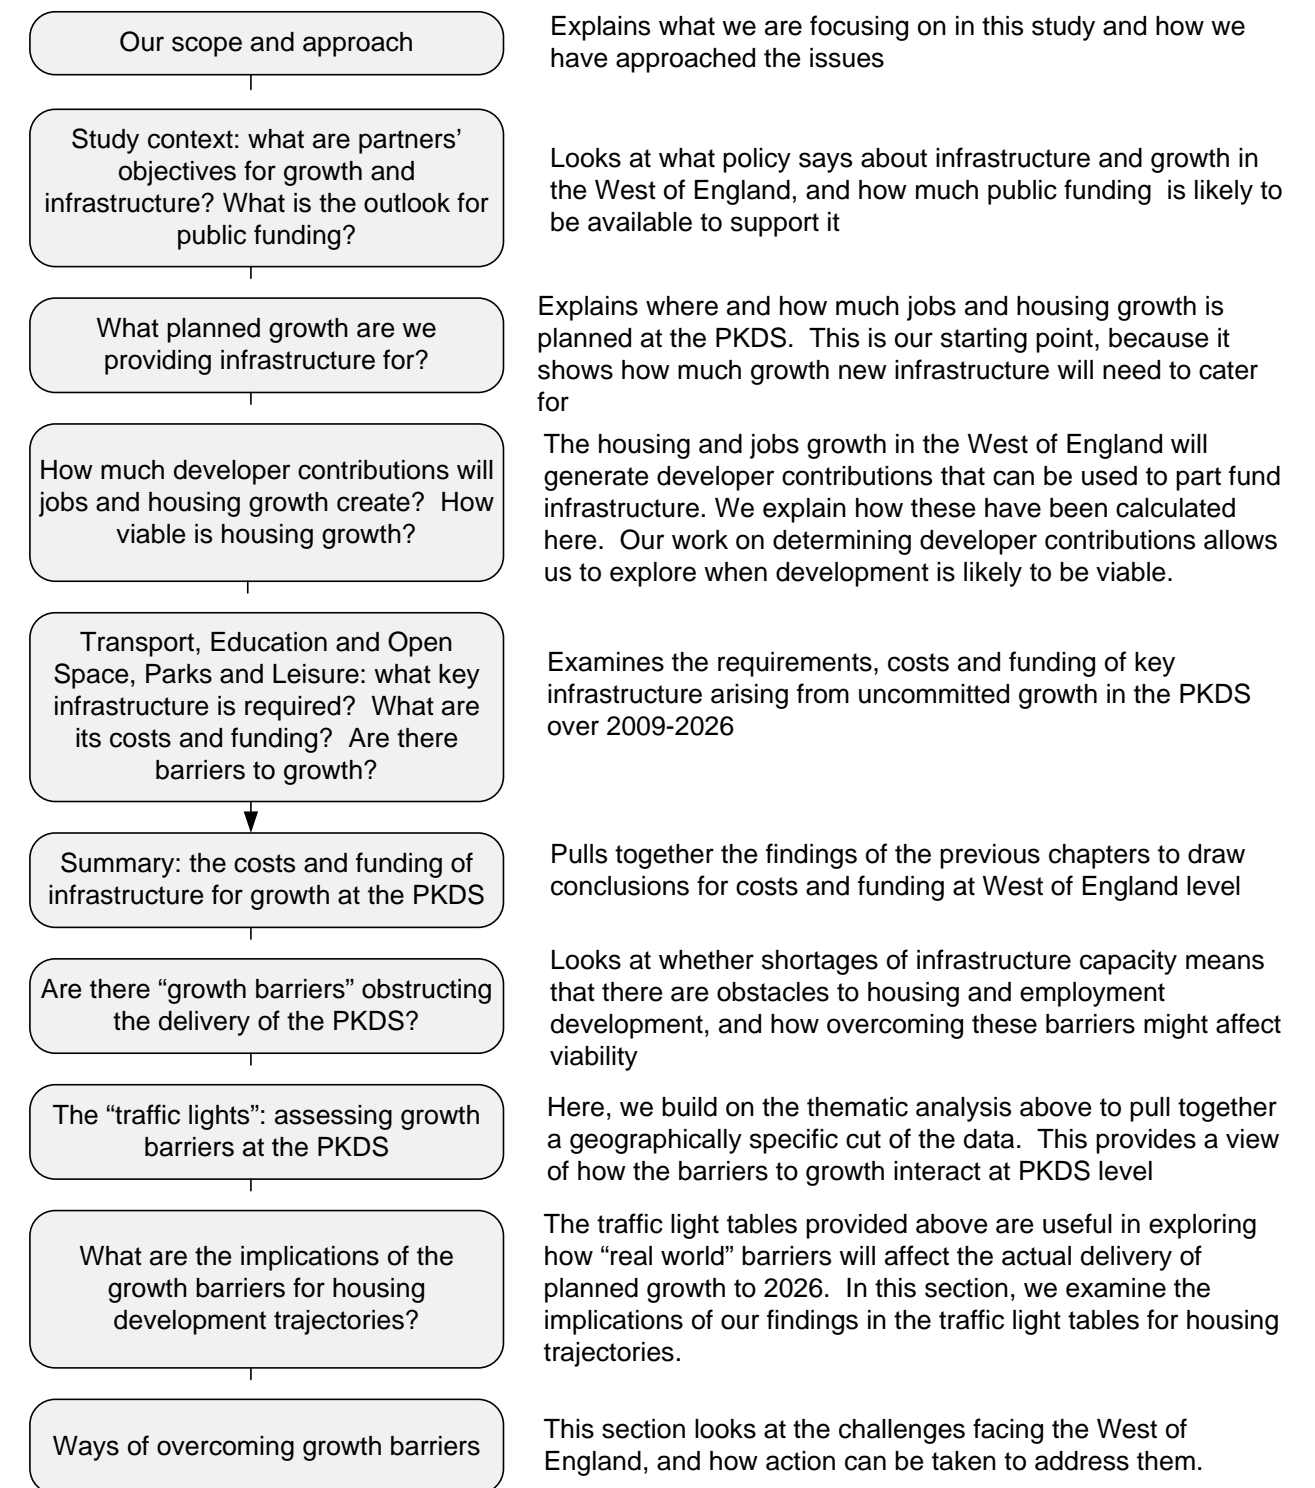 Our scope and approach
Explains what we are focusing on in this study and how we
have approached the issues
Study context: what are partners’
objectives for growth and
infrastructure? What is the outlook for
public funding?
Looks at what policy says about infrastructure and growth in
the West of England, and how much public funding  is likely to
be available to support it
What planned growth are we
providing infrastructure for?
Explains where and how much jobs and housing growth is
planned at the PKDS.  This is our starting point, because it
shows how much growth new infrastructure will need to cater
for
How much developer contributions will
jobs and housing growth create?  How
viable is housing growth?
The housing and jobs growth in the West of England will
generate developer contributions that can be used to part fund
infrastructure. We explain how these have been calculated
here.  Our work on determining developer contributions allows
us to explore when development is likely to be viable.
Transport, Education and Open
Space, Parks and Leisure: what key
infrastructure is required?  What are
its costs and funding?  Are there
barriers to growth?
Examines the requirements, costs and funding of key
infrastructure arising from uncommitted growth in the PKDS
over 2009-2026
Summary: the costs and funding of
infrastructure for growth at the PKDS
Pulls together the findings of the previous chapters to draw
conclusions for costs and funding at West of England level
Are there “growth barriers” obstructing
the delivery of the PKDS?
Looks at whether shortages of infrastructure capacity means
that there are obstacles to housing and employment
development, and how overcoming these barriers might affect
viability
The “traffic lights”: assessing growth
barriers at the PKDS
Here, we build on the thematic analysis above to pull together
a geographically specific cut of the data.  This provides a view
of how the barriers to growth interact at PKDS level
What are the implications of the
growth barriers for housing
development trajectories?
The traffic light tables provided above are useful in exploring
how “real world” barriers will affect the actual delivery of
planned growth to 2026.  In this section, we examine the
implications of our findings in the traffic light tables for housing
trajectories.
Ways of overcoming growth barriers
This section looks at the challenges facing the West of
England, and how action can be taken to address them.